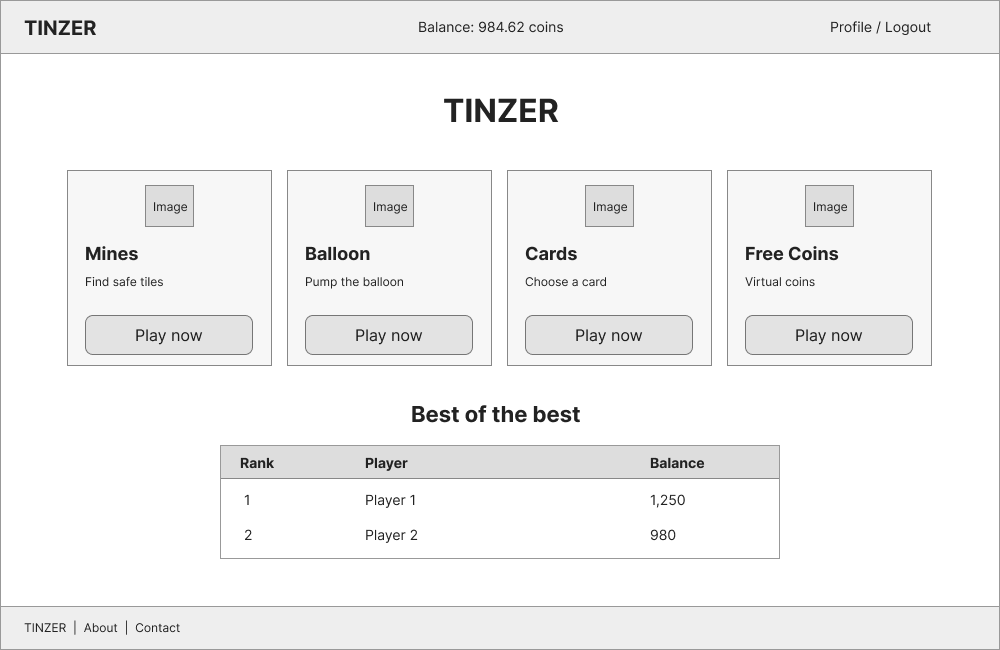 TINZER Balance: 984.62 coins Profile / Logout
TINZER
Image Image Image Image
Mines Balloon Cards Free Coins
Find safe tiles Pump the balloon Choose a card Virtual coins
Play now Play now Play now Play now
Best of the best
Rank Player Balance
1 Player 1 1,250
2 Player 2 980
TINZER | About | Contact